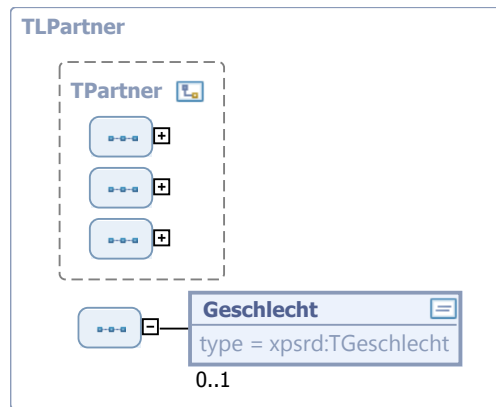 TLPartner
TPartner
Geschlecht
type = xpsrd:TGeschlecht
0..1